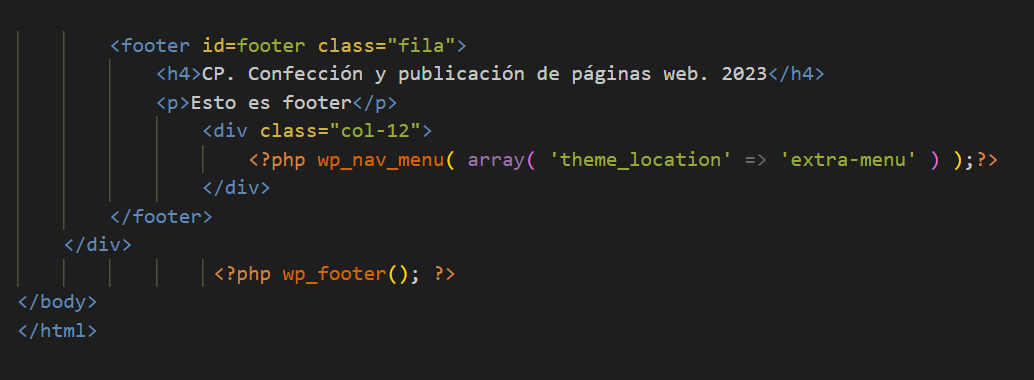 <footer id=footer class="fila">
<h4>CP. Confección y publicación de páginas web. 2023</h4>
<p>Esto es footer</p>
<div class="col-12">
<?php wp_nav_menu( array( 'theme_location' => 'extra-menu' ) );?>
</div>
</footer>
</div>
<?php wp_footer(); ?>
</body>
</html>